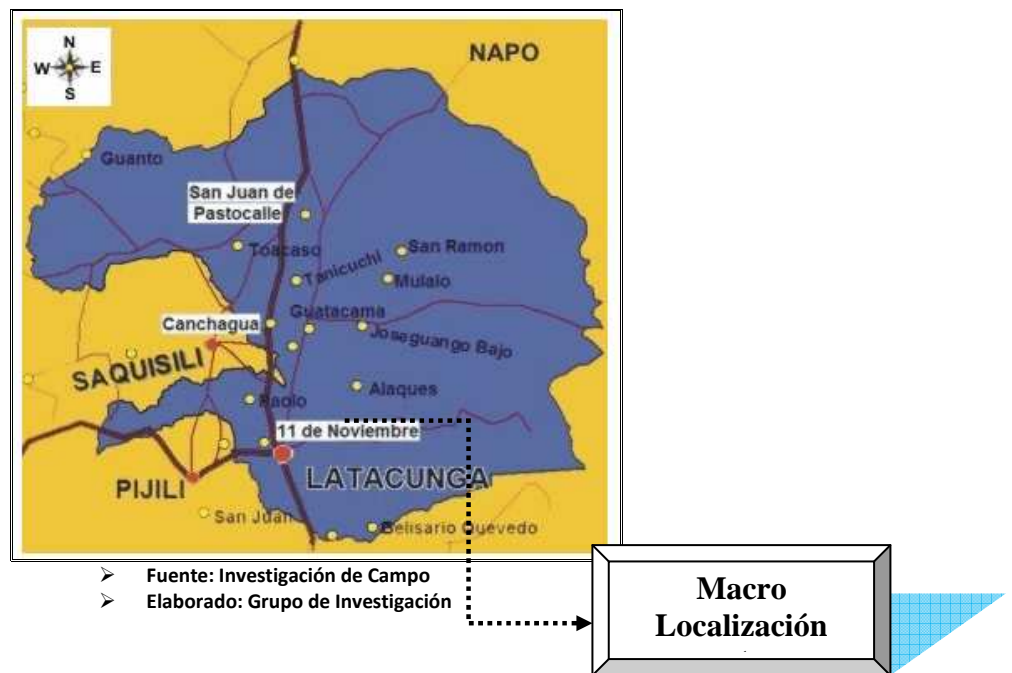 N
W E
S
NAPO
Guanto
San Juan de
Pastocalle
Toacaso
San Ramon
Tanicuchi
Mulalo
Guatacama
Canchagua
Joseguango Bajo
SAQUISILI
Alaques
Paolo
11 de Noviembre
LATACUNGA
PIJILI
San Juan
Belisario Quevedo
➢ Fuente: Investigación de Campo
➢ Elaborado: Grupo de Investigación
Macro
Localización
.